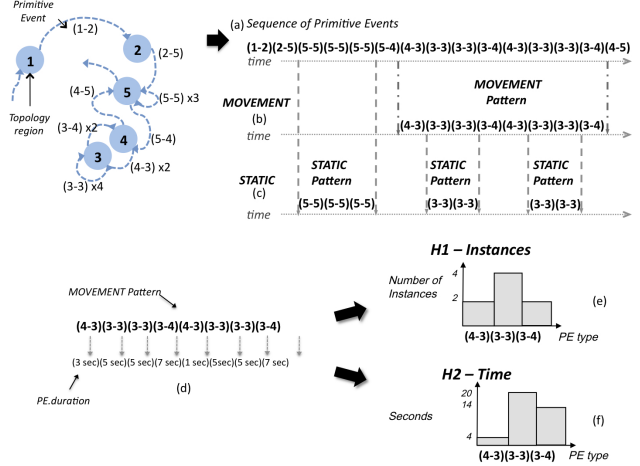 Primitive
Event
(1-2)
1
2
(2-5)
5
(4-5)
(5-5) x3
(3-4) x2
4
(5-4)
3
(4-3) x2
(3-3) x4
Topology
region
(a) Sequence of Primitive Events
(1-2)(2-5)(5-5)(5-5)(5-5)(5-4)(4-3)(3-3)(3-3)(3-4)(4-3)(3-3)(3-3)(3-4)(4-5)
time
MOVEMENT
Pattern
MOVEMENT
(b)
(4-3)(3-3)(3-3)(3-4)(4-3)(3-3)(3-3)(3-4)
time
STATIC
Pattern
STATIC
Pattern
STATIC
Pattern
STATIC
(c)
(5-5)(5-5)(5-5)
(3-3)(3-3)
(3-3)(3-3)
time
MOVEMENT Pattern
(4-3)(3-3)(3-3)(3-4)(4-3)(3-3)(3-3)(3-4)
(3 sec)(5 sec)(5 sec)(7 sec)(1 sec)(5sec)(5 sec)(7 sec)
PE.duration
(d)
H1 – Instances
Number of
Instances
4
2
(e)
(4-3)(3-3)(3-4) PE type
H2 – Time
Seconds
20
14
4
(f)
(4-3)(3-3)(3-4) PE type